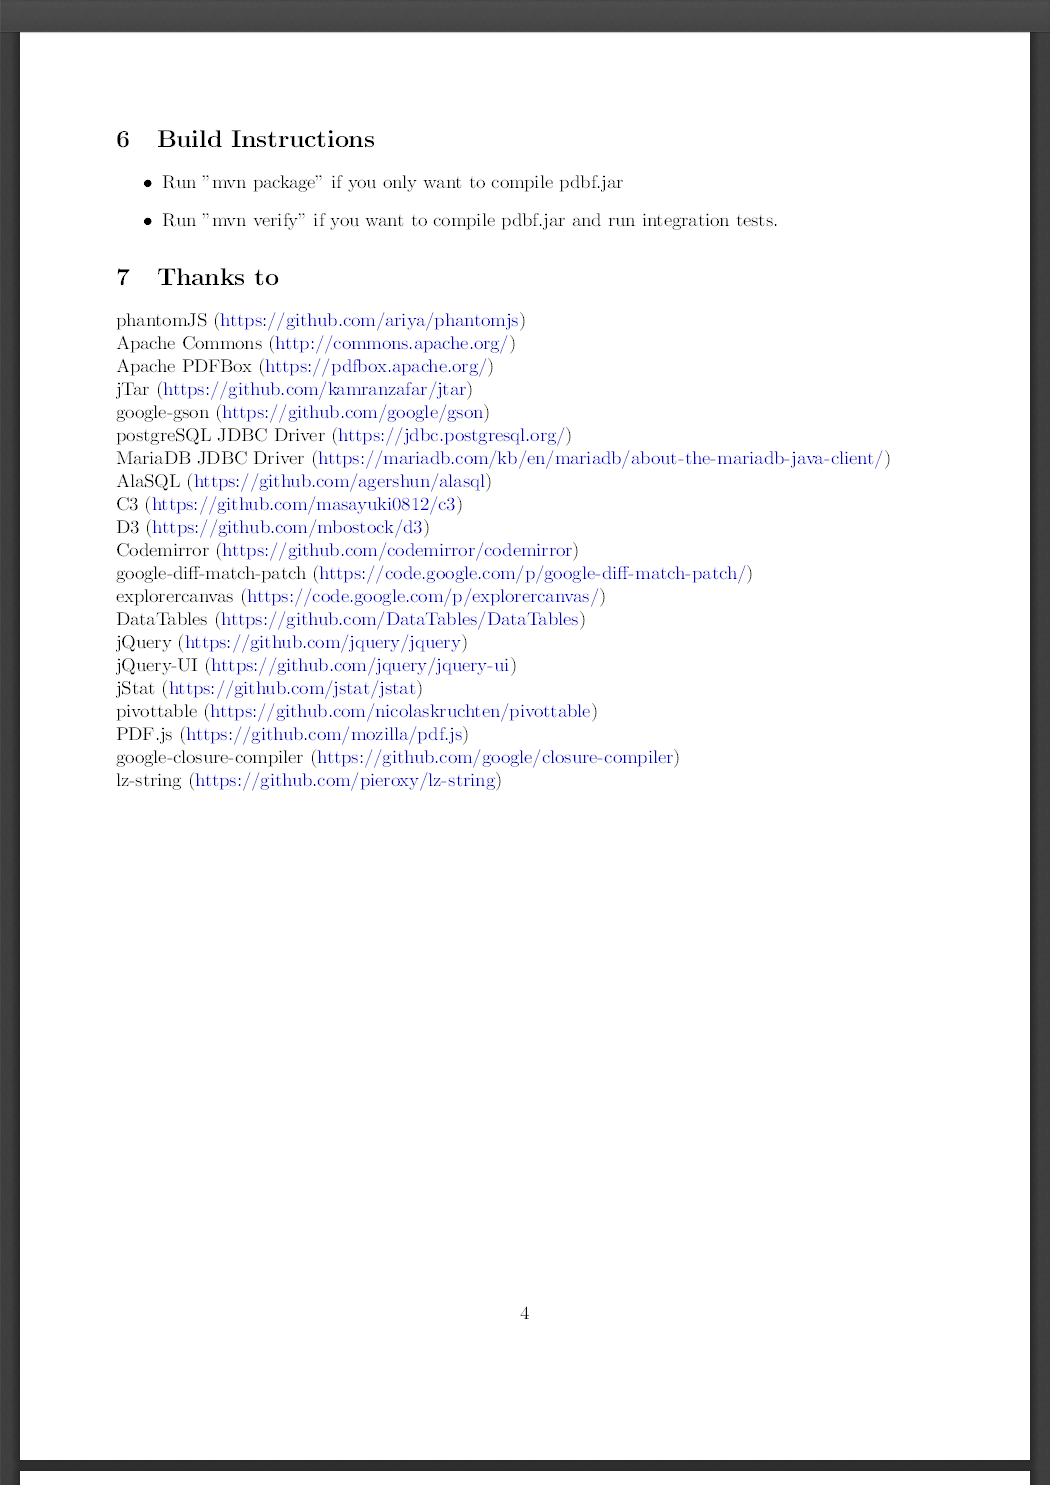 6 Build Instructions
• Run ”mvn package” if you only want to compile pdbf.jar
• Run ”mvn verify” if you want to compile pdbf.jar and run integration tests.
7 Thanks to
phantomJS (https://github.com/ariya/phantomjs)
Apache Commons (http://commons.apache.org/)
Apache PDFBox (https://pdfbox.apache.org/)
jTar (https://github.com/kamranzafar/jtar)
google-gson (https://github.com/google/gson)
postgreSQL JDBC Driver (https://jdbc.postgresql.org/)
MariaDB JDBC Driver (https://mariadb.com/kb/en/mariadb/about-the-mariadb-java-client/)
AlaSQL (https://github.com/agershun/alasql)
C3 (https://github.com/masayuki0812/c3)
D3 (https://github.com/mbostock/d3)
Codemirror (https://github.com/codemirror/codemirror)
google-diff-match-patch (https://code.google.com/p/google-diff-match-patch/)
explorercanvas (https://code.google.com/p/explorercanvas/)
DataTables (https://github.com/DataTables/DataTables)
jQuery (https://github.com/jquery/jquery)
jQuery-UI (https://github.com/jquery/jquery-ui)
jStat (https://github.com/jstat/jstat)
pivottable (https://github.com/nicolaskruchten/pivottable)
PDF.js (https://github.com/mozilla/pdf.js)
google-closure-compiler (https://github.com/google/closure-compiler)
lz-string (https://github.com/pieroxy/lz-string)
4